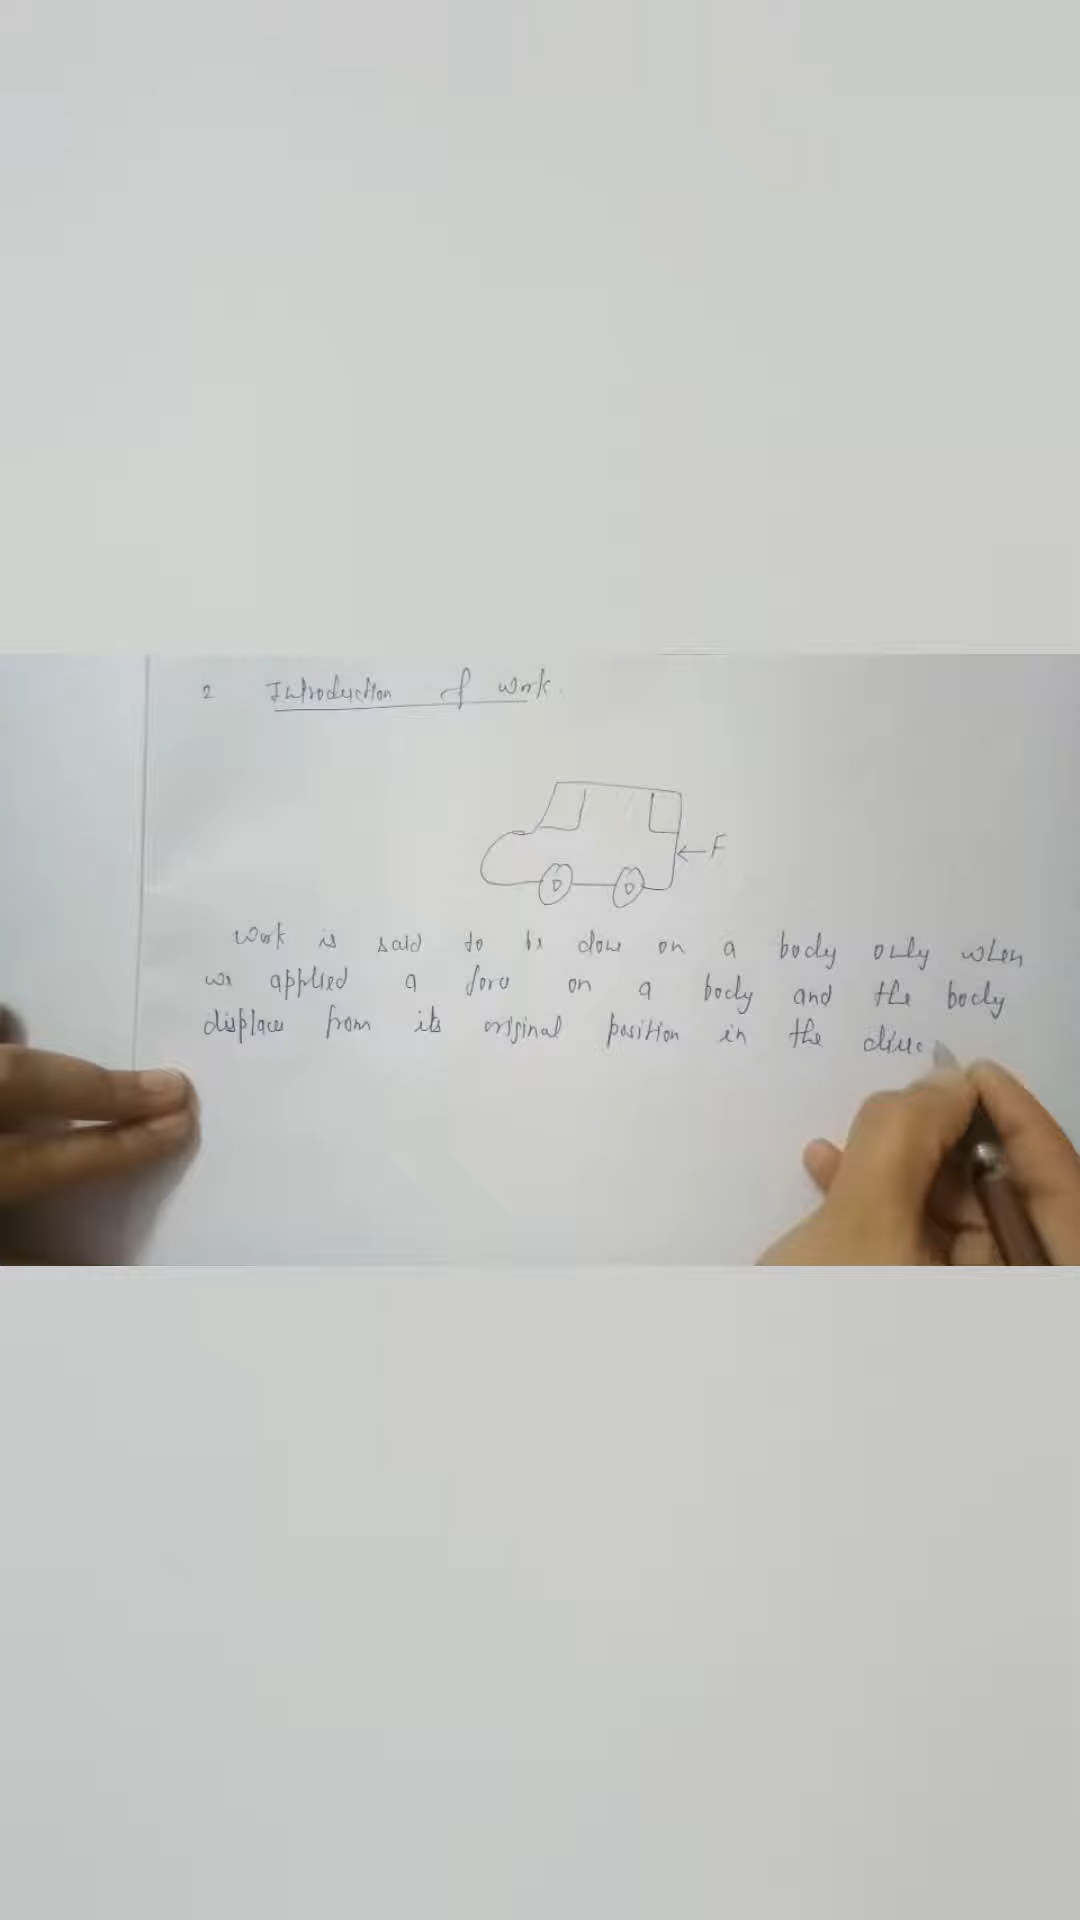 2 Introduction of work.
← F
Work is said to be done on a body only when
we applied a force on a body and the body
displace from its original position in the direc